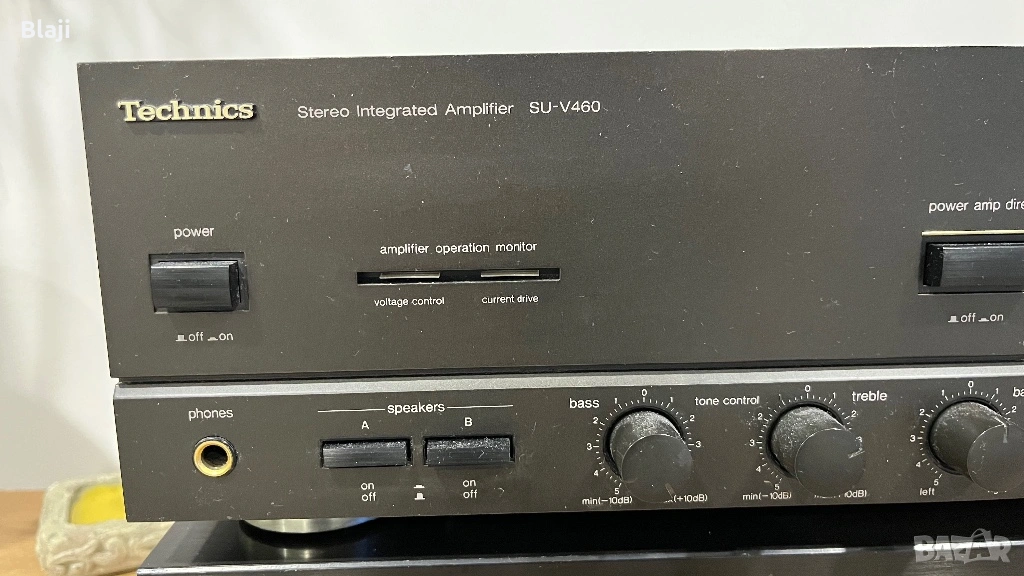 Blaji
Technics Stereo Integrated Amplifier SU-V460
power
amplifier operation monitor
voltage control current drive
off on
power amp dire
off on
phones
speakers
A B
on off
on off
bass
0
1 1
2 2
3 3
4
5
min(-10dB) (+10dB)
tone control
treble
0
1 1
2 2
3 3
4
5
min(-10dB) 10dB)
ba
0
1 1
2
3
4
5
left
BAZAR